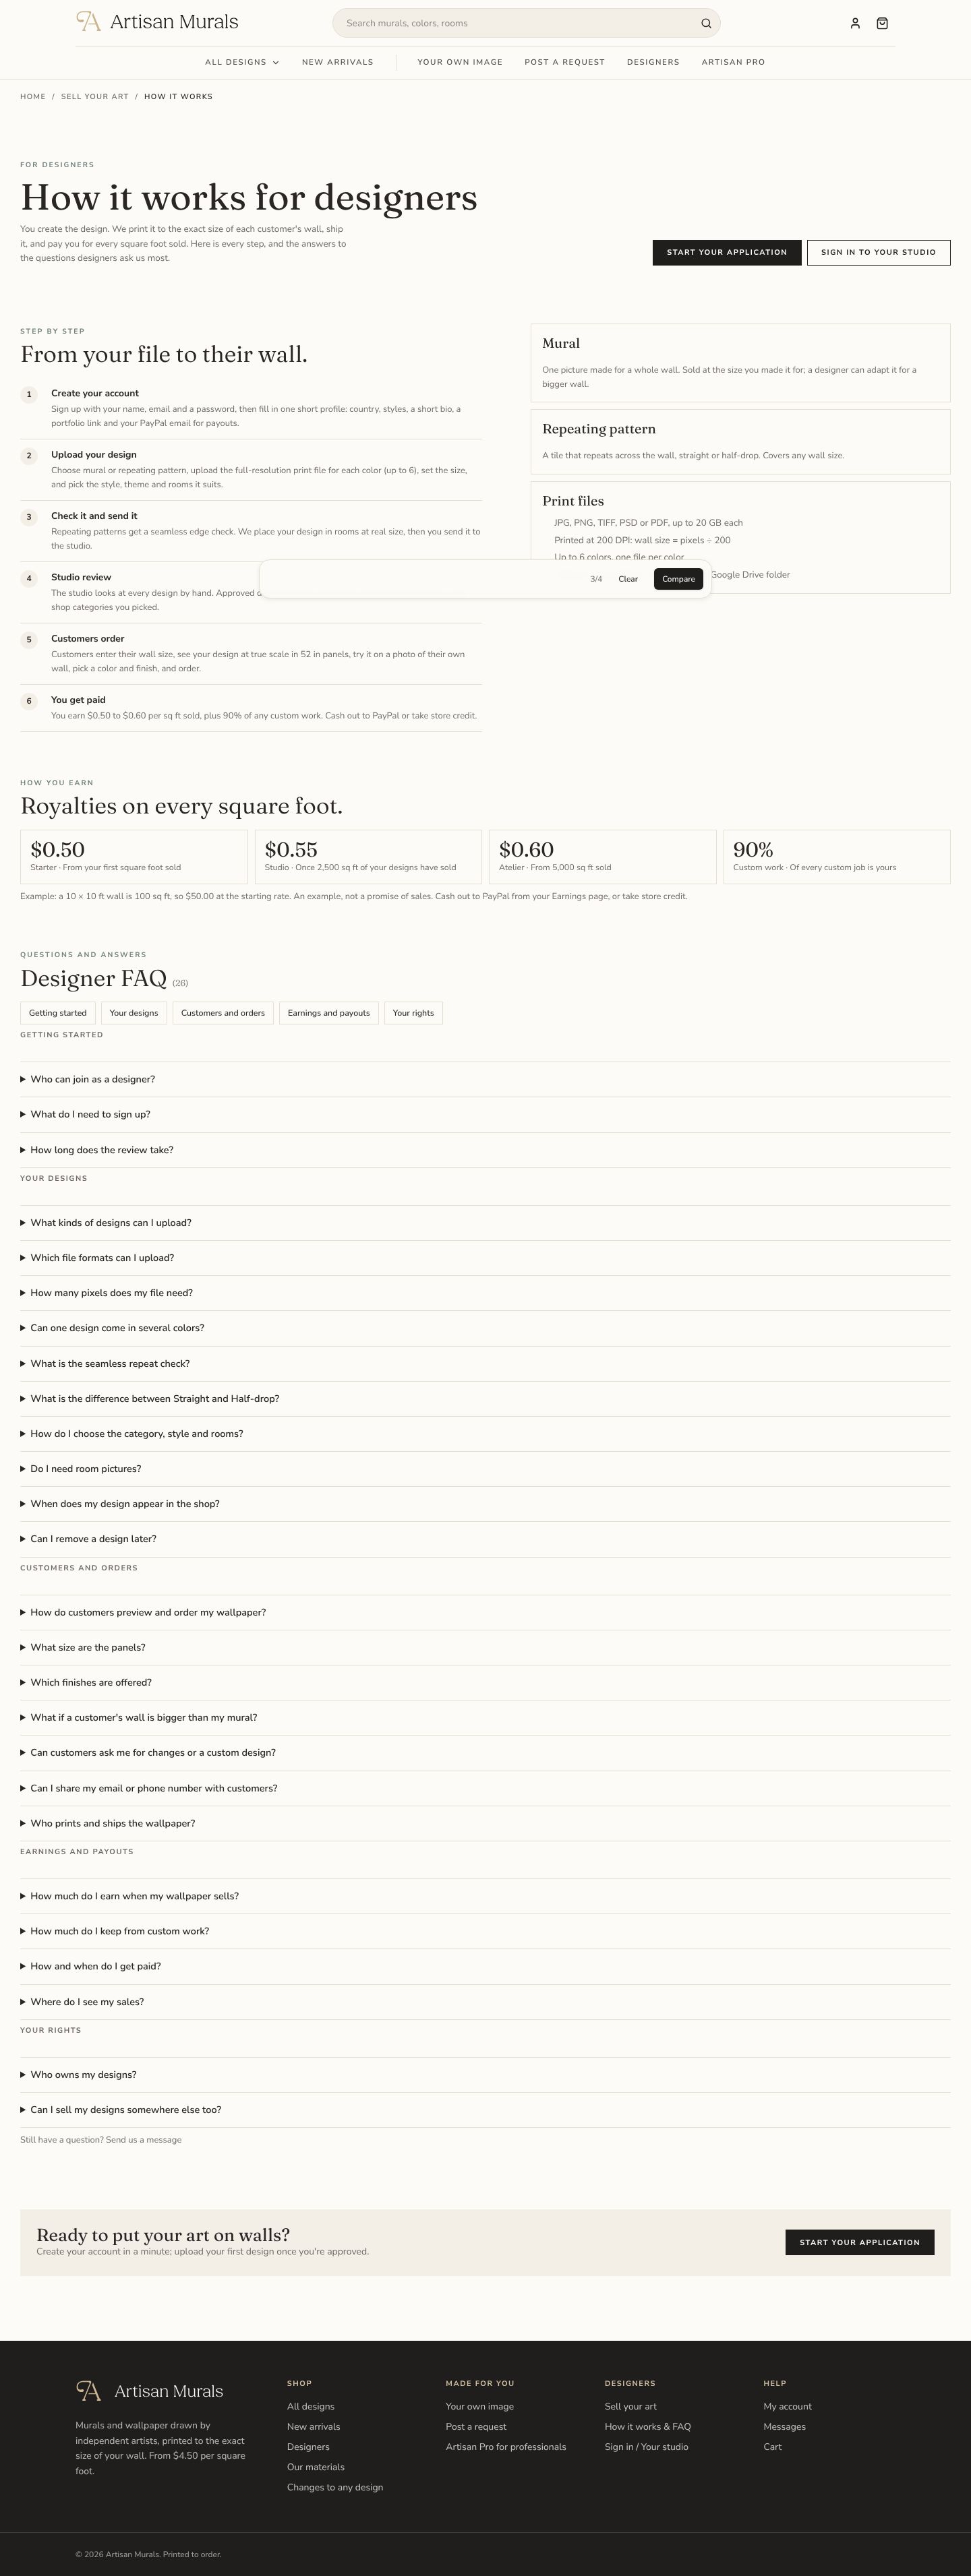 Artisan Murals
Search murals, colors, rooms
ALL DESIGNS
NEW ARRIVALS
YOUR OWN IMAGE
POST A REQUEST
DESIGNERS
ARTISAN PRO
HOME / SELL YOUR ART / HOW IT WORKS
FOR DESIGNERS
How it works for designers
You create the design. We print it to the exact size of each customer's wall, ship
it, and pay you for every square foot sold. Here is every step, and the answers to
the questions designers ask us most.
START YOUR APPLICATION
SIGN IN TO YOUR STUDIO
STEP BY STEP
From your file to their wall.
1
Create your account
Sign up with your name, email and a password, then fill in one short profile: country, styles, a short bio, a
portfolio link and your PayPal email for payouts.
2
Upload your design
Choose mural or repeating pattern, upload the full-resolution print file for each color (up to 6), set the size,
and pick the style, theme and rooms it suits.
3
Check it and send it
Repeating patterns get a seamless edge check. We place your design in rooms at real size, then you send it to
the studio.
4
Studio review
The studio looks at every design by hand. Approved
shop categories you picked.
5
Customers order
Customers enter their wall size, see your design at true scale in 52 in panels, try it on a photo of their own
wall, pick a color and finish, and order.
6
You get paid
You earn $0.50 to $0.60 per sq ft sold, plus 90% of any custom work. Cash out to PayPal or take store credit.
Mural
One picture made for a whole wall. Sold at the size you made it for; a designer can adapt it for a
bigger wall.
Repeating pattern
A tile that repeats across the wall, straight or half-drop. Covers any wall size.
Print files
JPG, PNG, TIFF, PSD or PDF, up to 20 GB each
Printed at 200 DPI: wall size = pixels ÷ 200
Up to 6 colors, one file per color
Google Drive folder
3/4
Clear
Compare
HOW YOU EARN
Royalties on every square foot.
$0.50
Starter · From your first square foot sold
$0.55
Studio · Once 2,500 sq ft of your designs have sold
$0.60
Atelier · From 5,000 sq ft sold
90%
Custom work · Of every custom job is yours
Example: a 10 × 10 ft wall is 100 sq ft, so $50.00 at the starting rate. An example, not a promise of sales. Cash out to PayPal from your Earnings page, or take store credit.
QUESTIONS AND ANSWERS
Designer FAQ (26)
Getting started
Your designs
Customers and orders
Earnings and payouts
Your rights
GETTING STARTED
Who can join as a designer?
What do I need to sign up?
How long does the review take?
YOUR DESIGNS
What kinds of designs can I upload?
Which file formats can I upload?
How many pixels does my file need?
Can one design come in several colors?
What is the seamless repeat check?
What is the difference between Straight and Half-drop?
How do I choose the category, style and rooms?
Do I need room pictures?
When does my design appear in the shop?
Can I remove a design later?
CUSTOMERS AND ORDERS
How do customers preview and order my wallpaper?
What size are the panels?
Which finishes are offered?
What if a customer's wall is bigger than my mural?
Can customers ask me for changes or a custom design?
Can I share my email or phone number with customers?
Who prints and ships the wallpaper?
EARNINGS AND PAYOUTS
How much do I earn when my wallpaper sells?
How much do I keep from custom work?
How and when do I get paid?
Where do I see my sales?
YOUR RIGHTS
Who owns my designs?
Can I sell my designs somewhere else too?
Still have a question? Send us a message
Ready to put your art on walls?
Create your account in a minute; upload your first design once you're approved.
START YOUR APPLICATION
Artisan Murals
Murals and wallpaper drawn by
independent artists, printed to the exact
size of your wall. From $4.50 per square
foot.
SHOP
All designs
New arrivals
Designers
Our materials
Changes to any design
MADE FOR YOU
Your own image
Post a request
Artisan Pro for professionals
DESIGNERS
Sell your art
How it works & FAQ
Sign in / Your studio
HELP
My account
Messages
Cart
© 2026 Artisan Murals. Printed to order.